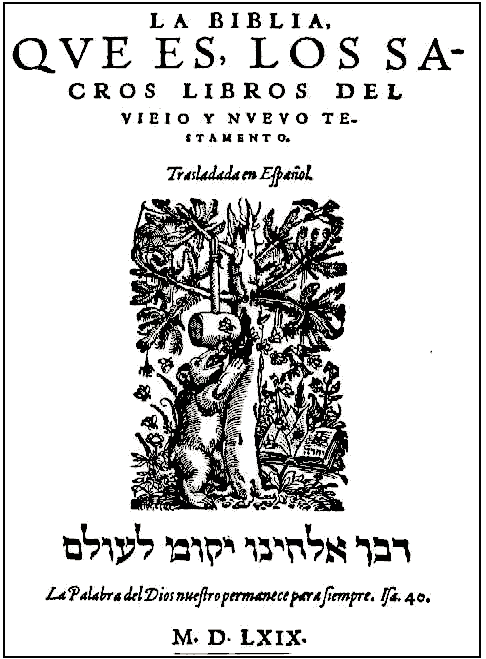 LA BIBLIA,
QVE ES, LOS SA-
CROS LIBROS DEL
VIEIO Y NVEVO TE-
STAMENTO.
Trasladada en Eſpañol.
דבר אלהינו יקומ לעולם
La Palabra del Dios nueſtro permanece para ſiempre. Iſa. 40.
M. D. LXIX.